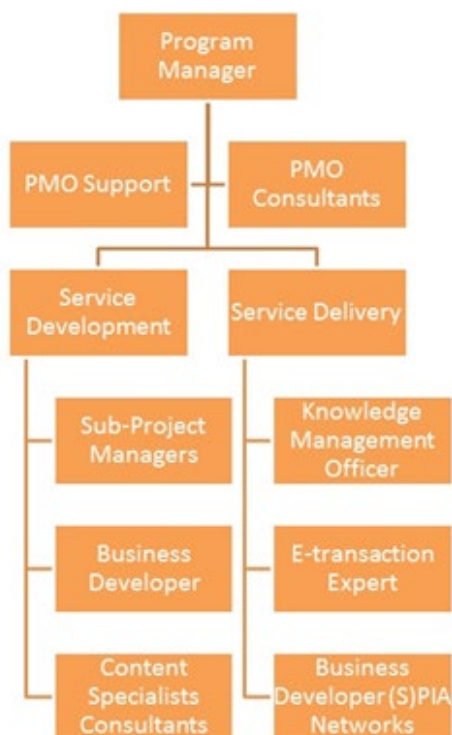 Program
Manager
PMO Support
PMO
Consultants
Service
Development
Service Delivery
Sub-Project
Managers
Knowledge
Management
Officer
Business
Developer
E-transaction
Expert
Content
Specialists
Consultants
Business
Developer (S)PIA
Networks